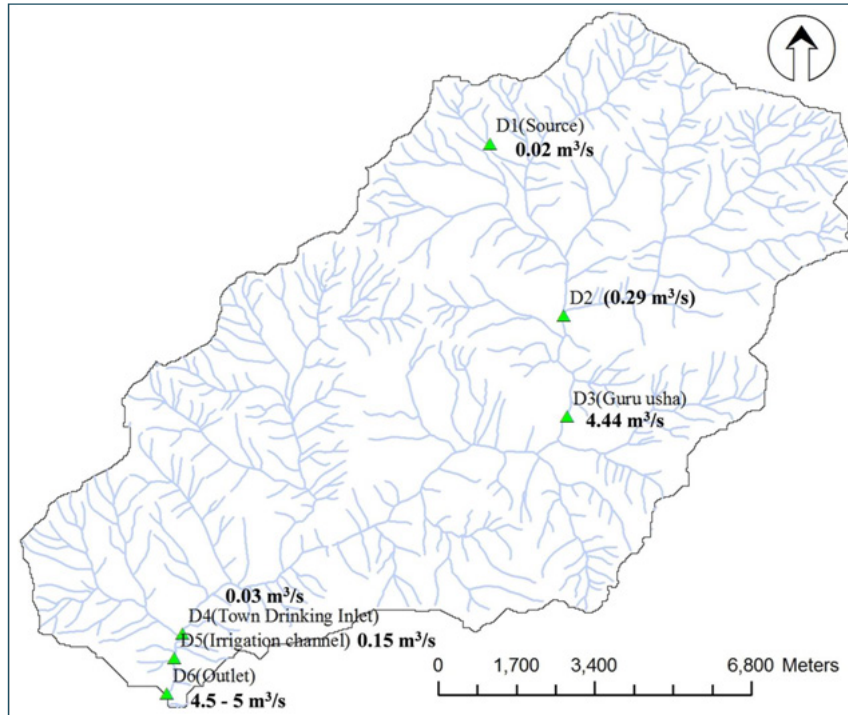 D1(Source)
0.02 m³/s
D2 (0.29 m³/s)
D3(Guru usha)
4.44 m³/s
0.03 m³/s
D4(Town Drinking Inlet)
D5(Irrigation channel) 0.15 m³/s
D6(Outlet)
4.5 - 5 m³/s
0 1,700 3,400 6,800 Meters